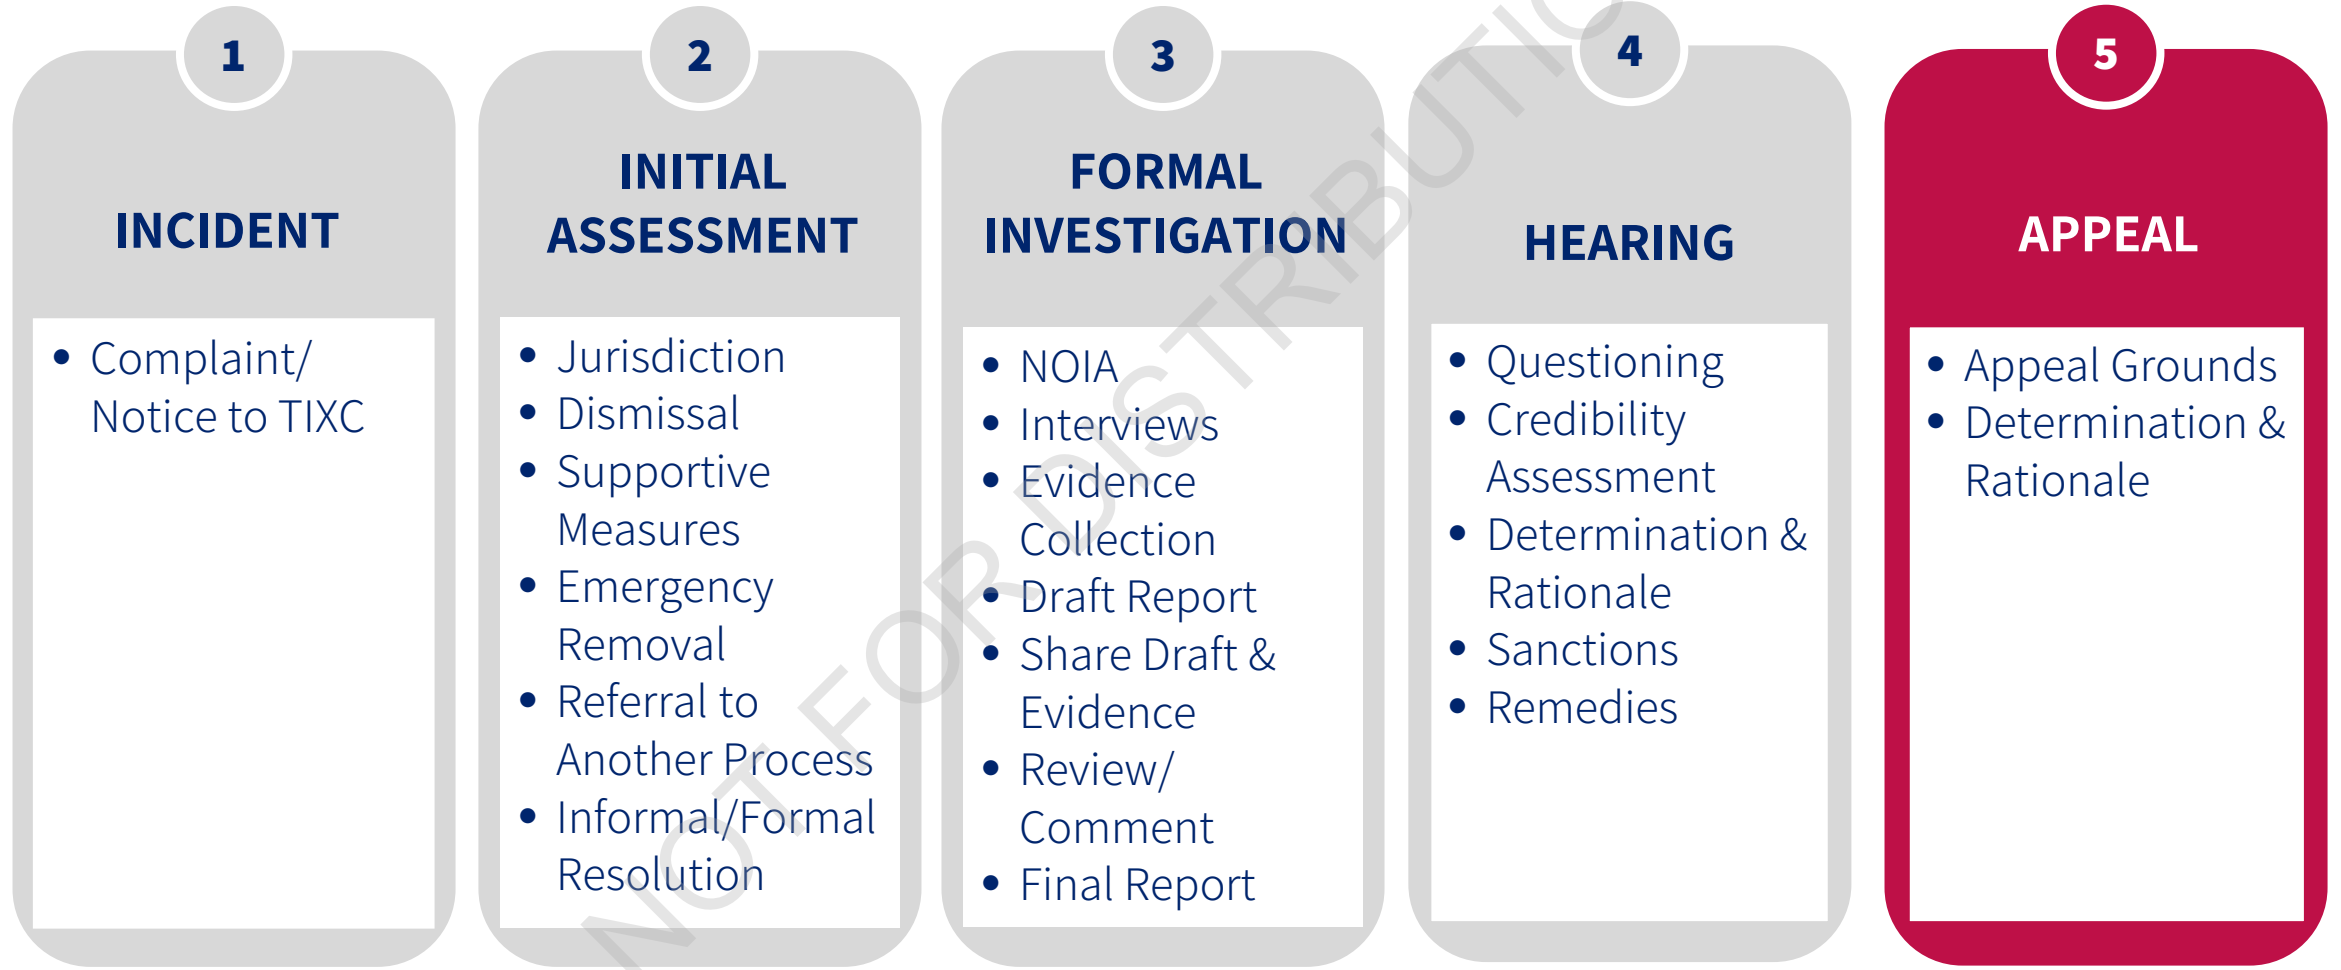 1
INCIDENT
• Complaint/
Notice to TIXC
2
INITIAL
ASSESSMENT
• Jurisdiction
• Dismissal
• Supportive
Measures
• Emergency
Removal
• Referral to
Another Process
• Informal/Formal
Resolution
3
FORMAL
INVESTIGATION
• NOIA
• Interviews
• Evidence
Collection
• Draft Report
• Share Draft &
Evidence
• Review/
Comment
• Final Report
4
HEARING
• Questioning
• Credibility
Assessment
• Determination &
Rationale
• Sanctions
• Remedies
5
APPEAL
• Appeal Grounds
• Determination &
Rationale
NOT FOR DISTRIBUTIO